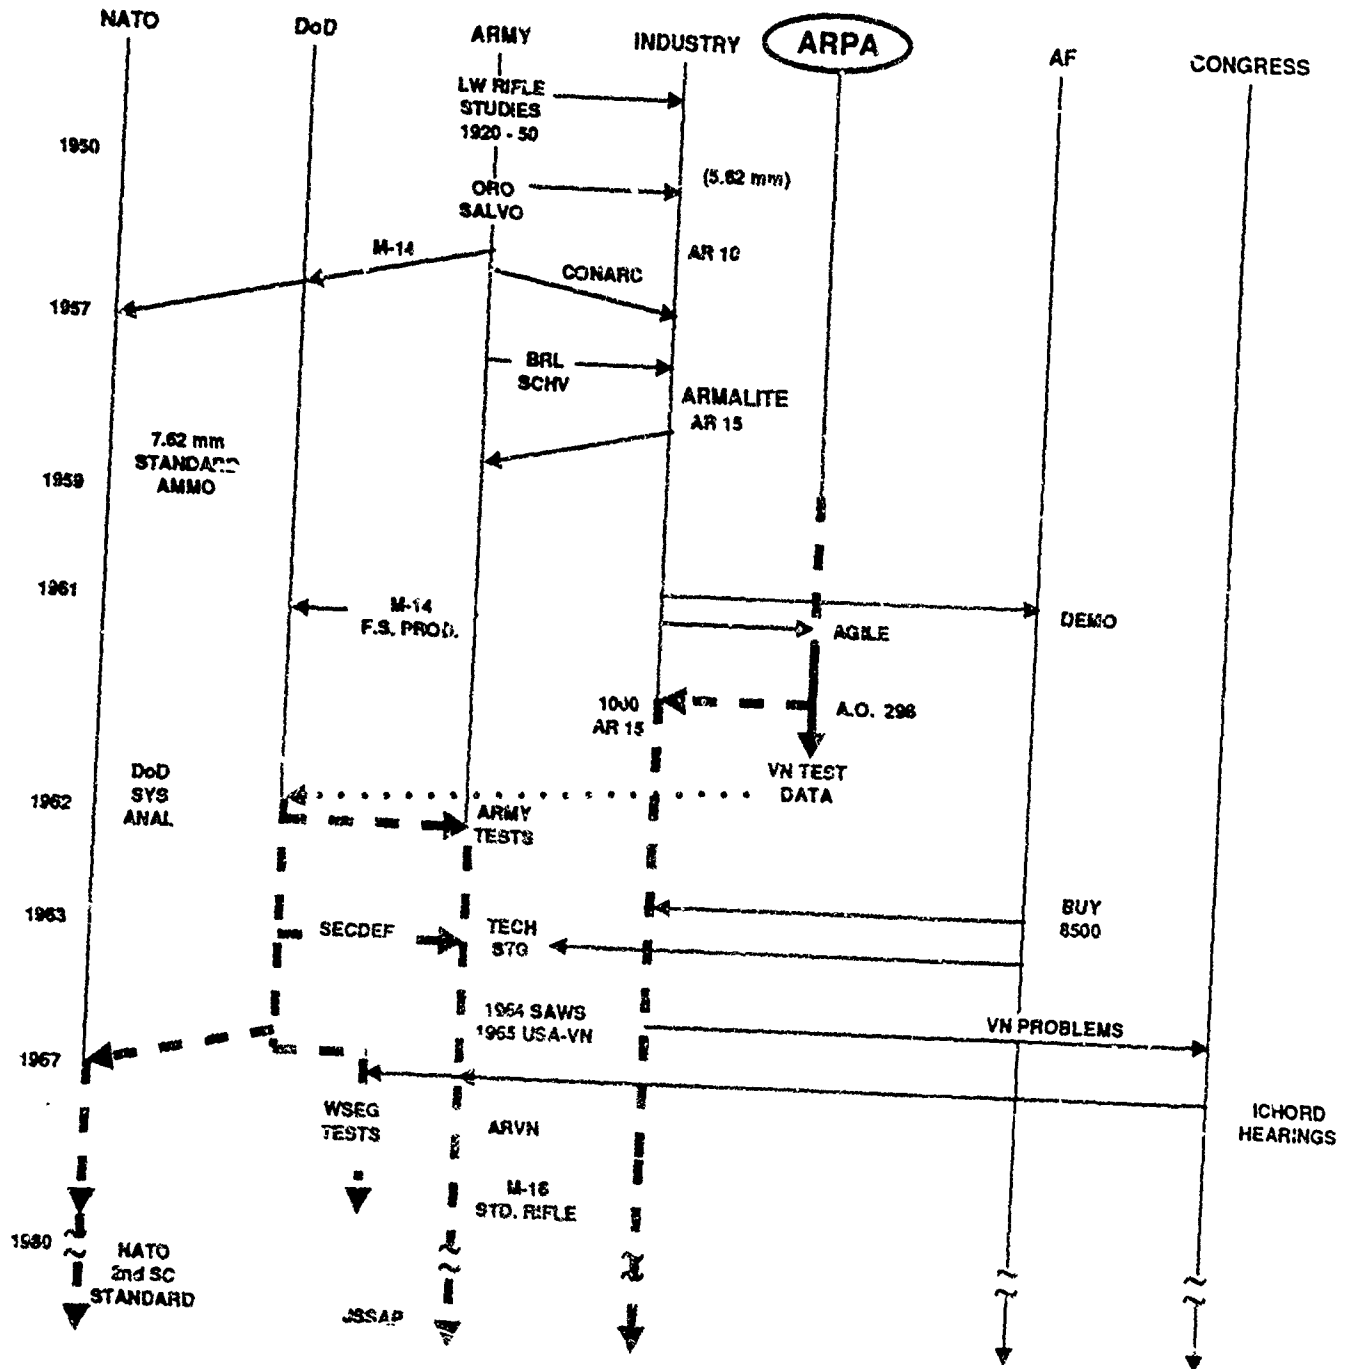 NATO
DoD
ARMY
INDUSTRY
ARPA
AF
CONGRESS
LW RIFLE
STUDIES
1920 - 50
1950
ORO
SALVO
(5.62 mm)
M-14
AR 10
CONARC
1957
BRL
SCHV
ARMALITE
AR 15
7.62 mm
STANDARD
AMMO
1959
1961
M-14
F.S. PROD.
DEMO
AGILE
1000
AR 15
A.O. 298
VN TEST
DATA
DoD
SYS
ANAL
1962
ARMY
TESTS
1963
SECDEF
TECH
STG
BUY
8500
1964 SAWS
1965 USA-VN
VN PROBLEMS
1967
WSEG
TESTS
ARVN
ICHORD
HEARINGS
M-16
STD. RIFLE
1980
NATO
2nd SC
STANDARD
JSSAP